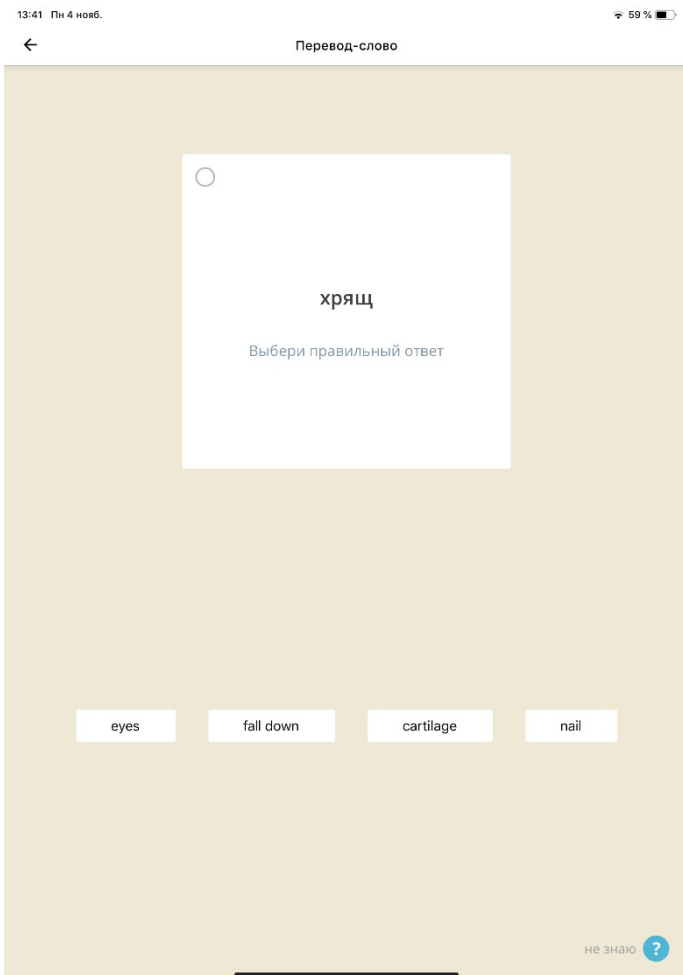 13:41 Пн 4 нояб. 59 %
Перевод-слово
хрящ
Выбери правильный ответ
eyes fall down cartilage nail
не знаю ?